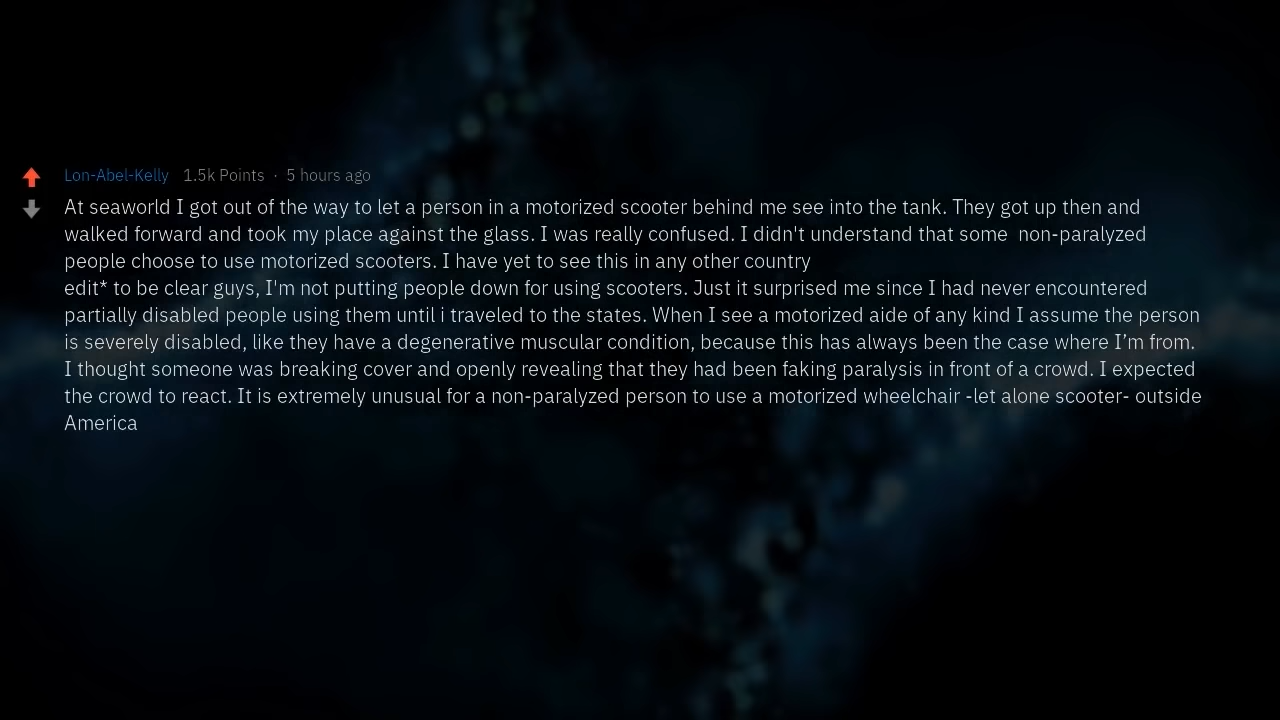 Lon-Abel-Kelly 1.5k Points · 5 hours ago
At seaworld I got out of the way to let a person in a motorized scooter behind me see into the tank. They got up then and
walked forward and took my place against the glass. I was really confused. I didn't understand that some  non-paralyzed
people choose to use motorized scooters. I have yet to see this in any other country
edit* to be clear guys, I'm not putting people down for using scooters. Just it surprised me since I had never encountered
partially disabled people using them until i traveled to the states. When I see a motorized aide of any kind I assume the person
is severely disabled, like they have a degenerative muscular condition, because this has always been the case where I’m from.
I thought someone was breaking cover and openly revealing that they had been faking paralysis in front of a crowd. I expected
the crowd to react. It is extremely unusual for a non-paralyzed person to use a motorized wheelchair -let alone scooter- outside
America